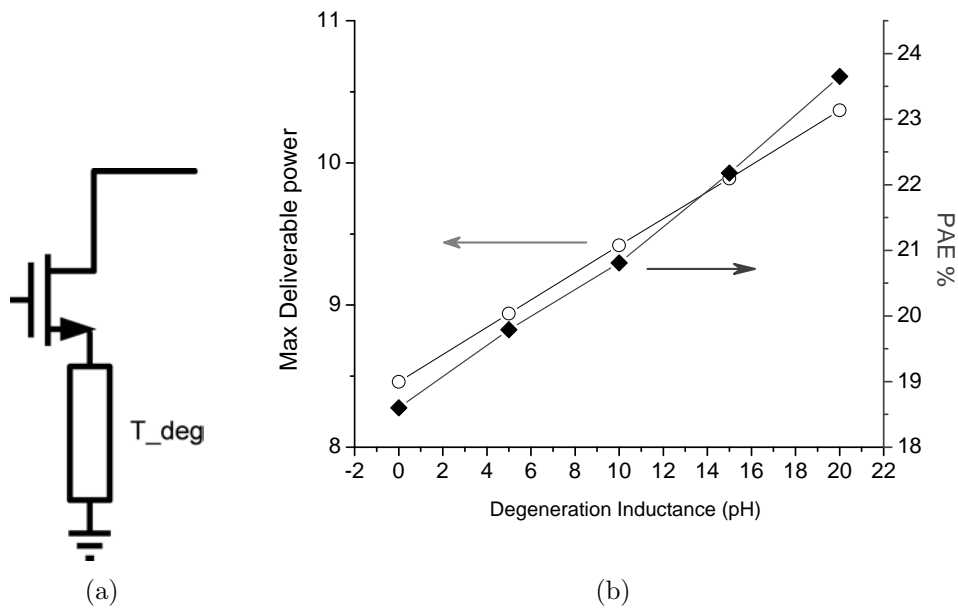 T_deg
(a)
Max Deliverable power
11
10
9
8
-2 0 2 4 6 8 10 12 14 16 18 20 22
Degeneration Inductance (pH)
24
23
22
21
20
19
18
PAE %
(b)